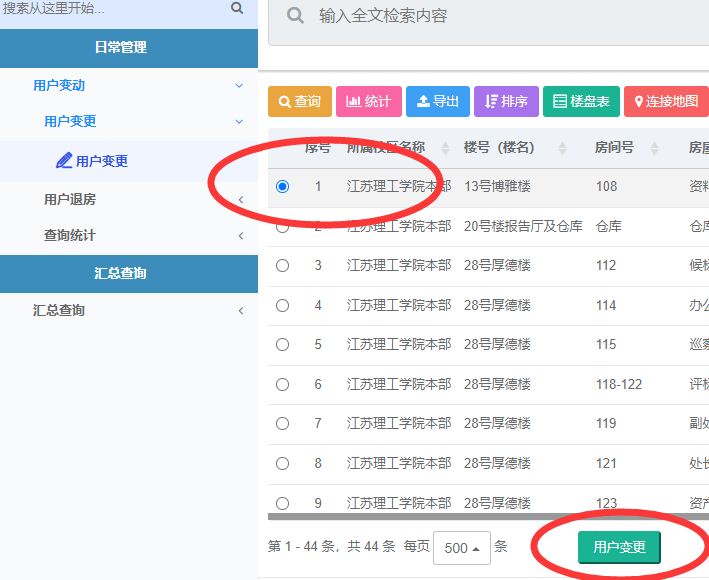 搜索从这里开始...
输入全文检索内容
日常管理
用户变动
用户变更
用户变更
用户退房
查询统计
汇总查询
汇总查询
查询 统计 导出 排序 楼盘表 连接地图
序号 所属校区名称 楼号（楼名） 房间号
1 江苏理工学院本部 13号博雅楼 108 资料
2 江苏理工学院本部 20号楼报告厅及仓库 仓库 仓库
3 江苏理工学院本部 28号厚德楼 112
4 江苏理工学院本部 28号厚德楼 114 办公
5 江苏理工学院本部 28号厚德楼 115 巡察
6 江苏理工学院本部 28号厚德楼 118-122 评标
7 江苏理工学院本部 28号厚德楼 119 副处
8 江苏理工学院本部 28号厚德楼 121 处长
9 江苏理工学院本部 28号厚德楼 123 资产
第 1 - 44 条，共 44 条 每页 500 条
用户变更